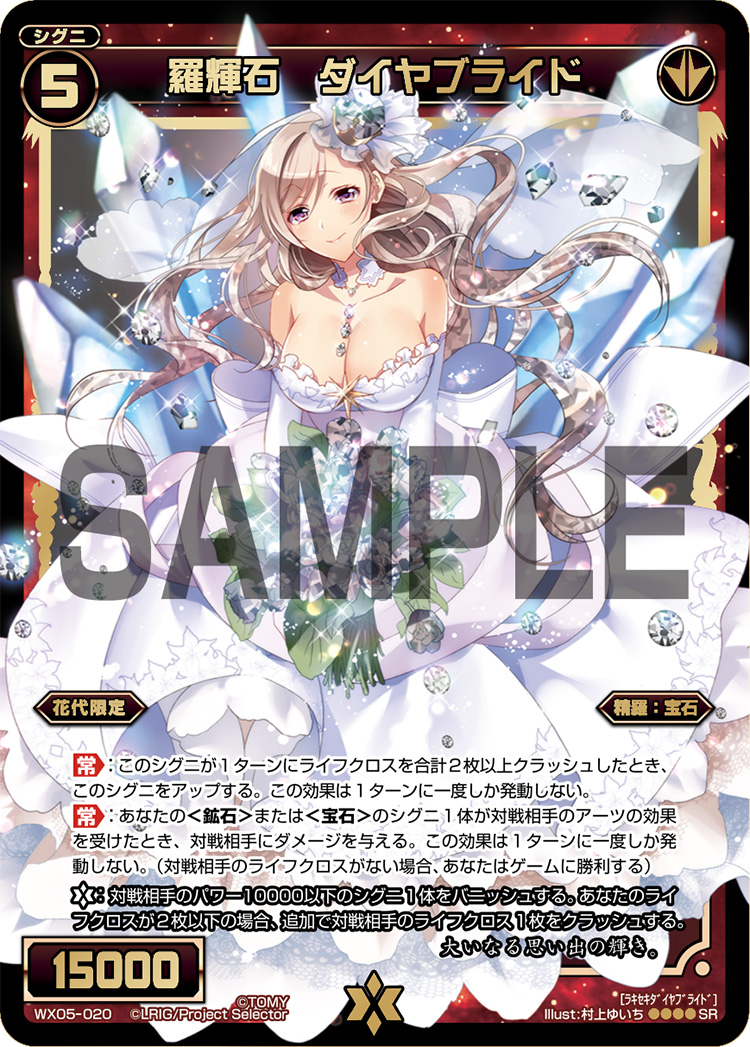 シグニ
5
羅輝石 ダイヤブライド
SAMPLE
花代限定
精羅：宝石
常：このシグニが１ターンにライフクロスを合計２枚以上クラッシュしたとき、
このシグニをアップする。この効果は１ターンに一度しか発動しない。
常：あなたの＜鉱石＞または＜宝石＞のシグニ１体が対戦相手のアーツの効果
を受けたとき、対戦相手にダメージを与える。この効果は１ターンに一度しか発
動しない。（対戦相手のライフクロスがない場合、あなたはゲームに勝利する）
：対戦相手のパワー10000以下のシグニ１体をバニッシュする。あなたのライ
フクロスが２枚以下の場合、追加で対戦相手のライフクロス１枚をクラッシュする。
大いなる思い出の輝き。
15000
[ﾗｷｾｷﾀﾞｲﾔﾌﾞﾗｲﾄﾞ]
©TOMY
WX05-020 ©LRIG/Project Selector
Illust:村上ゆいち SR